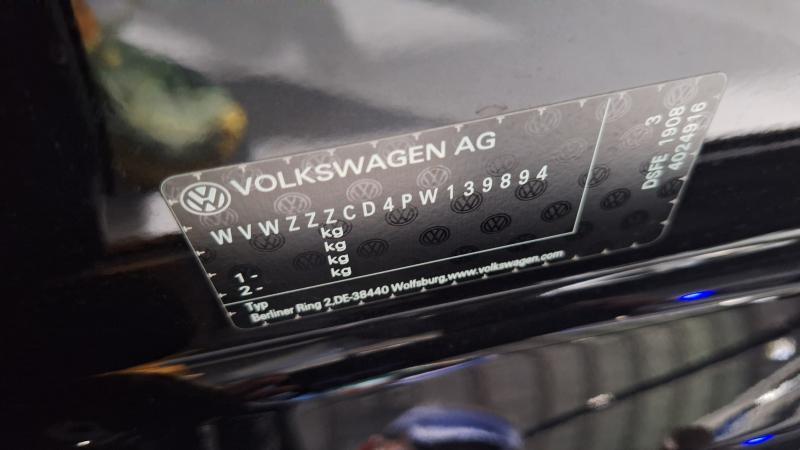 VOLKSWAGEN AG
WVWZZZCD4PW139894
kg
kg
1- kg
2- kg
Typ
Berliner Ring 2,DE-38440 Wolfsburg,www.volkswagen.com
3
DSFE 1908
4024916